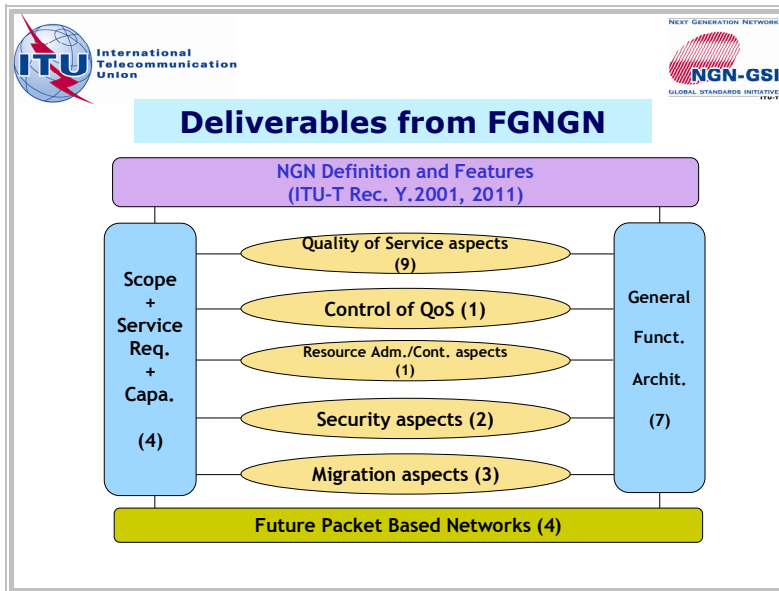 International
Telecommunication
Union
ITU
NEXT GENERATION NETWORK
NGN-GSI
GLOBAL STANDARDS INITIATIVE
ITU-T
Deliverables from FGNGN
NGN Definition and Features
(ITU-T Rec. Y.2001, 2011)
Scope
+
Service
Req.
+
Capa.
(4)
Quality of Service aspects
(9)
Control of QoS (1)
Resource Adm./Cont. aspects
(1)
Security aspects (2)
Migration aspects (3)
General
Funct.
Archit.
(7)
Future Packet Based Networks (4)